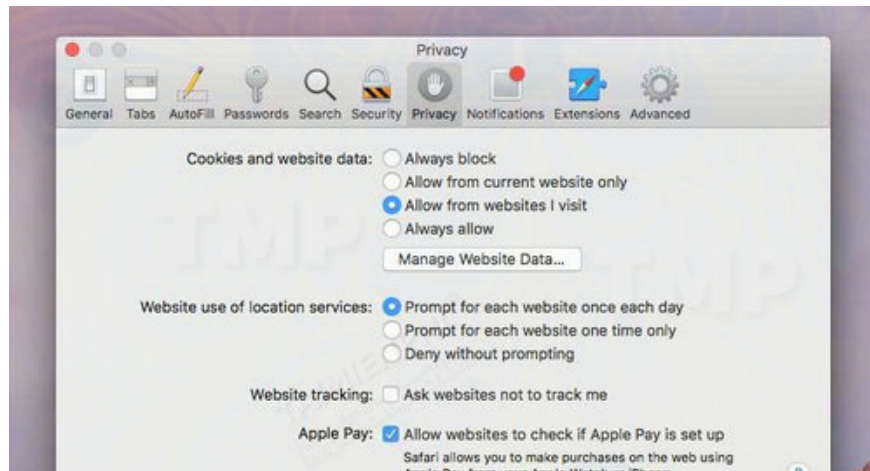 Privacy
General Tabs AutoFill Passwords Search Security Privacy Notifications Extensions Advanced
Cookies and website data: Always block
Allow from current website only
Allow from websites I visit
Always allow
Manage Website Data...
TMP
TMP
Website use of location services: Prompt for each website once each day
Prompt for each website one time only
Deny without prompting
Website tracking: Ask websites not to track me
Apple Pay: Allow websites to check if Apple Pay is set up
Safari allows you to make purchases on the web using